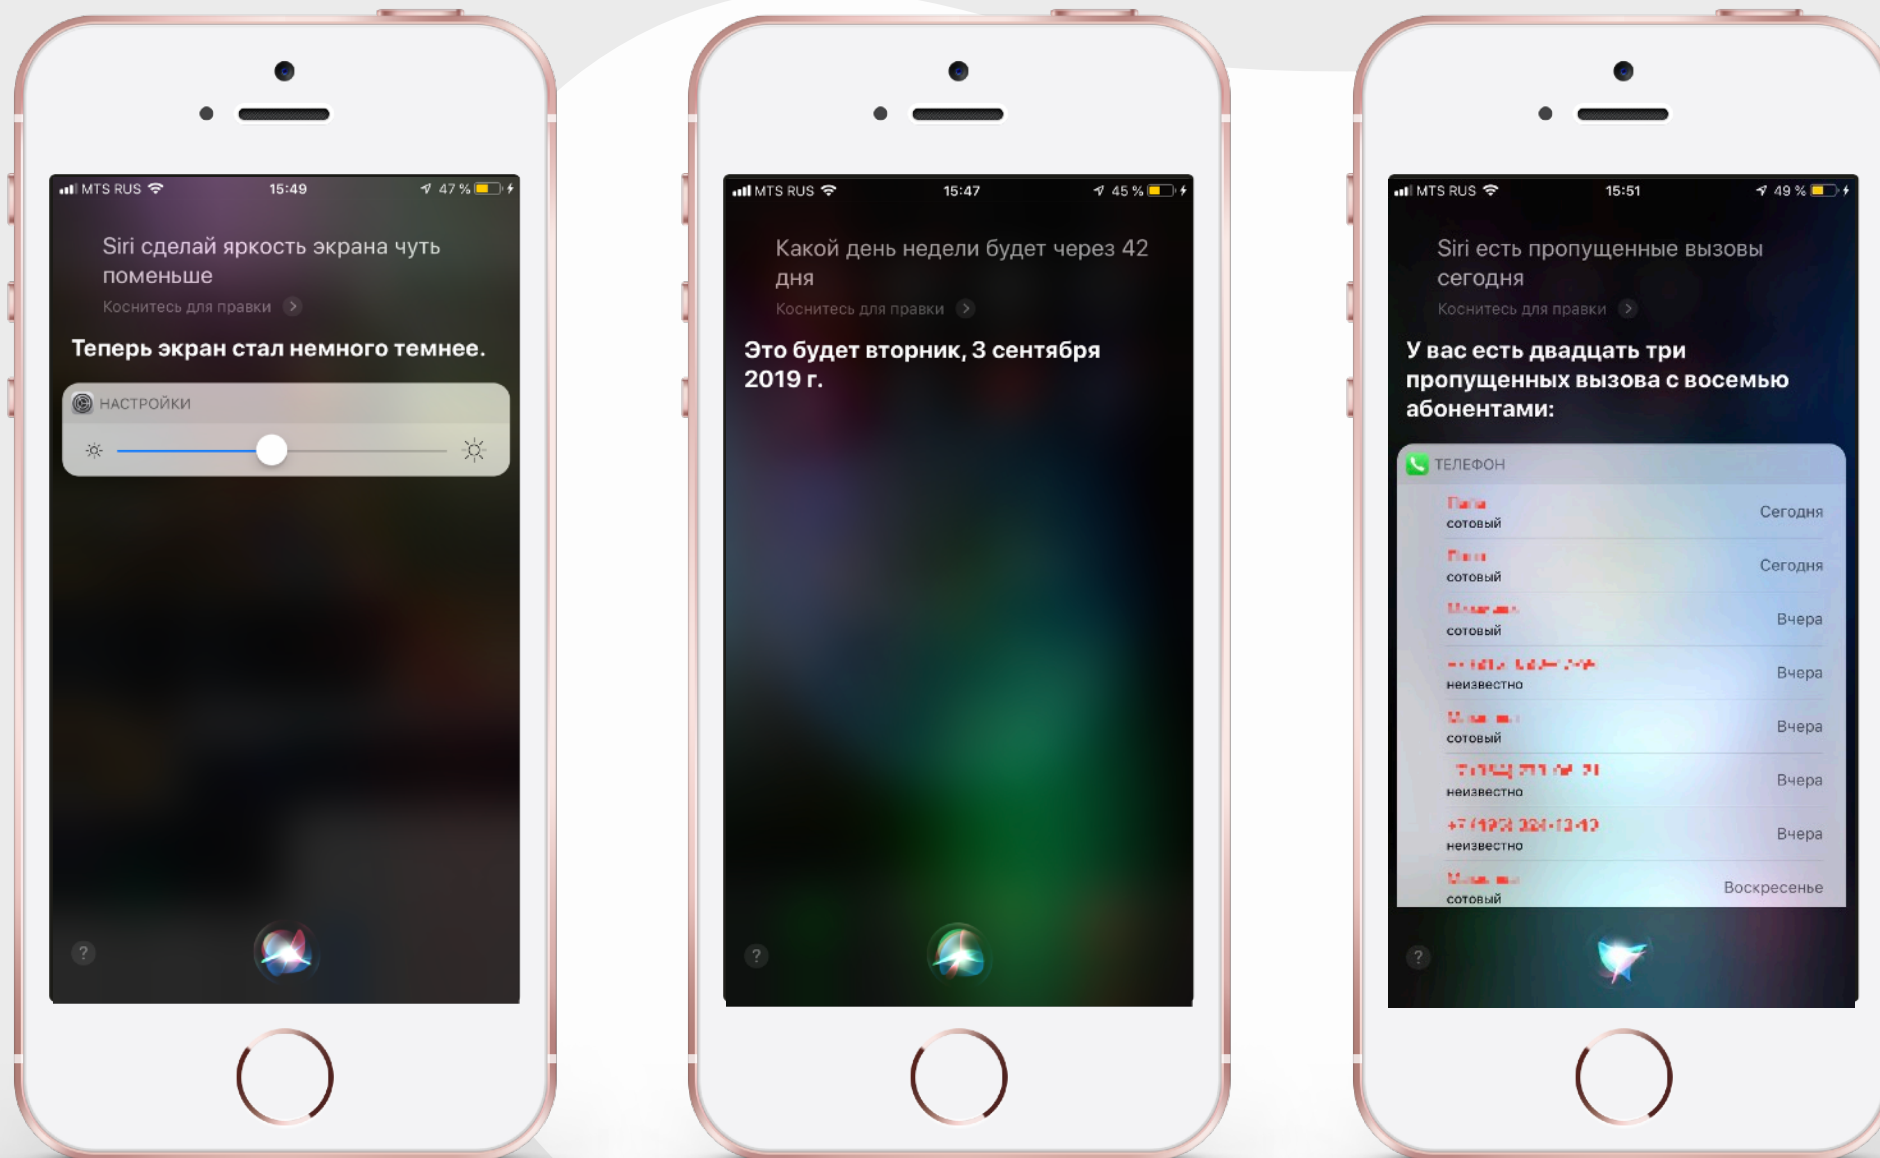 MTS RUS 15:49 47 %
Siri сделай яркость экрана чуть
поменьше
Коснитесь для правки
Теперь экран стал немного темнее.
НАСТРОЙКИ
?
MTS RUS 15:47 45 %
Какой день недели будет через 42
дня
Коснитесь для правки
Это будет вторник, 3 сентября
2019 г.
?
MTS RUS 15:51 49 %
Siri есть пропущенные вызовы
сегодня
Коснитесь для правки
У вас есть двадцать три
пропущенных вызова с восемью
абонентами:
ТЕЛЕФОН
Сегодня
сотовый
Сегодня
сотовый
Вчера
сотовый
Вчера
неизвестно
Вчера
сотовый
Вчера
неизвестно
Вчера
неизвестно
Воскресенье
сотовый
?